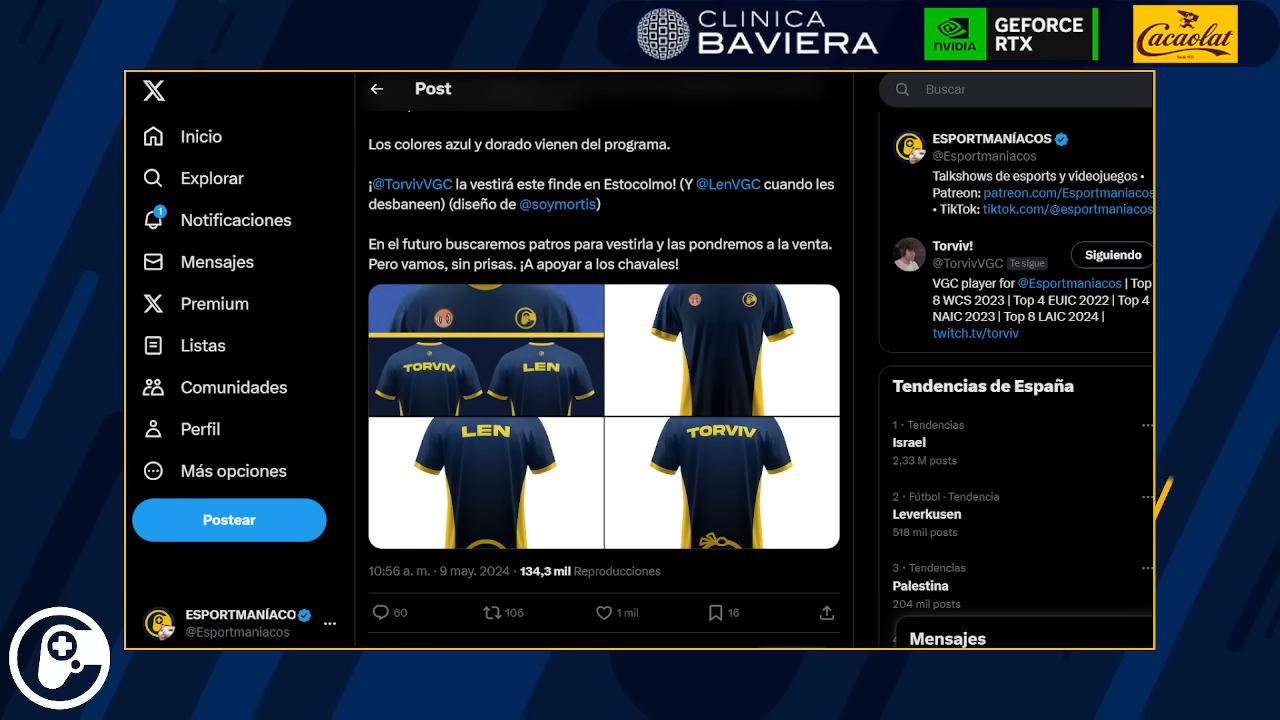 CLINICA
BAVIERA
NVIDIA
GEFORCE
RTX
Cacaolat
Desde 1933
Inicio
Explorar
1
Notificaciones
Mensajes
Premium
Listas
Comunidades
Perfil
Más opciones
Postear
ESPORTMANÍACO
@Esportmaniacos
Post
Los colores azul y dorado vienen del programa.
¡@TorvivVGC la vestirá este finde en Estocolmo! (Y @LenVGC cuando les
desbaneen) (diseño de @soymortis)
En el futuro buscaremos patros para vestirla y las pondremos a la venta.
Pero vamos, sin prisas. ¡A apoyar a los chavales!
TORVIV
LEN
LEN
TORVIV
10:56 a. m. · 9 may. 2024 · 134,3 mil Reproducciones
60
106
1 mil
16
Buscar
ESPORTMANÍACOS
@Esportmaniacos
Talkshows de esports y videojuegos •
Patreon: patreon.com/Esportmaniacos
• TikTok: tiktok.com/@esportmaniacos
Torviv!
@TorvivVGC Te sigue
Siguiendo
VGC player for @Esportmaniacos | Top
8 WCS 2023 | Top 4 EUIC 2022 | Top 4
NAIC 2023 | Top 8 LAIC 2024 |
twitch.tv/torviv
Tendencias de España
1 · Tendencias
Israel
2,33 M posts
2 · Fútbol · Tendencia
Leverkusen
518 mil posts
3 · Tendencias
Palestina
204 mil posts
Mensajes